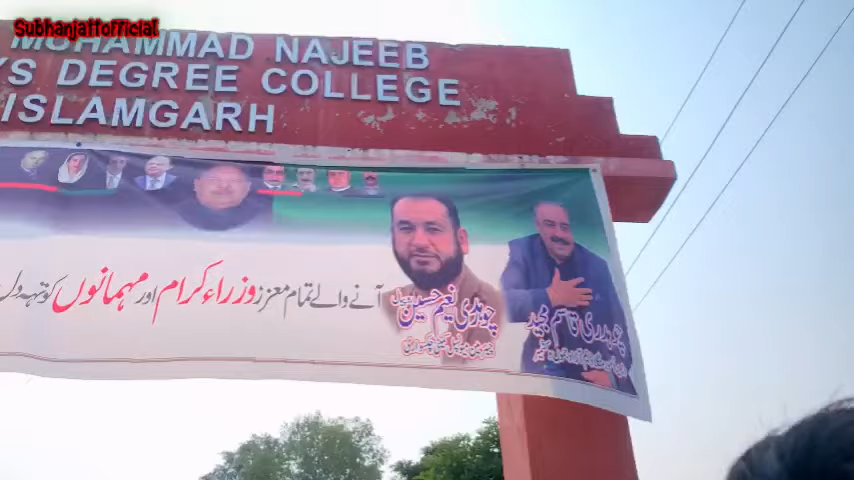 SubhanjattOfficial
MOHAMMAD NAJEEB
YS DEGREE COLLEGE
ISLAMGARH
آنے والے تمام معزز وزراء کرام اور مہمانوں کو تہہ دل
چوہدری نعیم حسین
چوہدری قاسم مجید